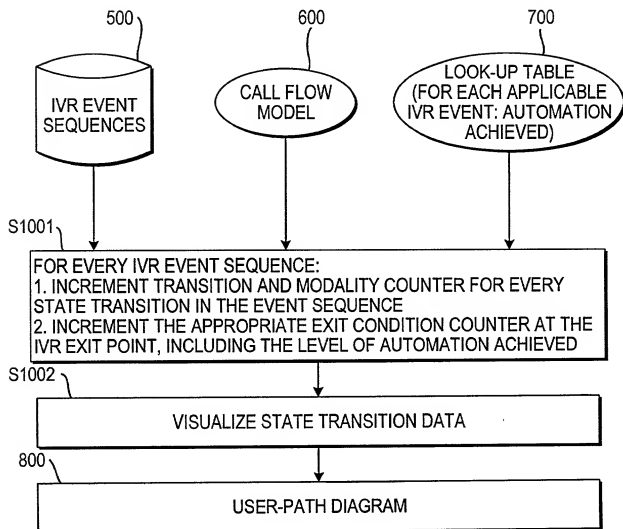 500
600
700
IVR EVENT
SEQUENCES
CALL FLOW
MODEL
LOOK-UP TABLE
(FOR EACH APPLICABLE
IVR EVENT: AUTOMATION
ACHIEVED)
S1001
FOR EVERY IVR EVENT SEQUENCE:
1. INCREMENT TRANSITION AND MODALITY COUNTER FOR EVERY
STATE TRANSITION IN THE EVENT SEQUENCE
2. INCREMENT THE APPROPRIATE EXIT CONDITION COUNTER AT THE
IVR EXIT POINT, INCLUDING THE LEVEL OF AUTOMATION ACHIEVED
S1002
VISUALIZE STATE TRANSITION DATA
800
USER-PATH DIAGRAM